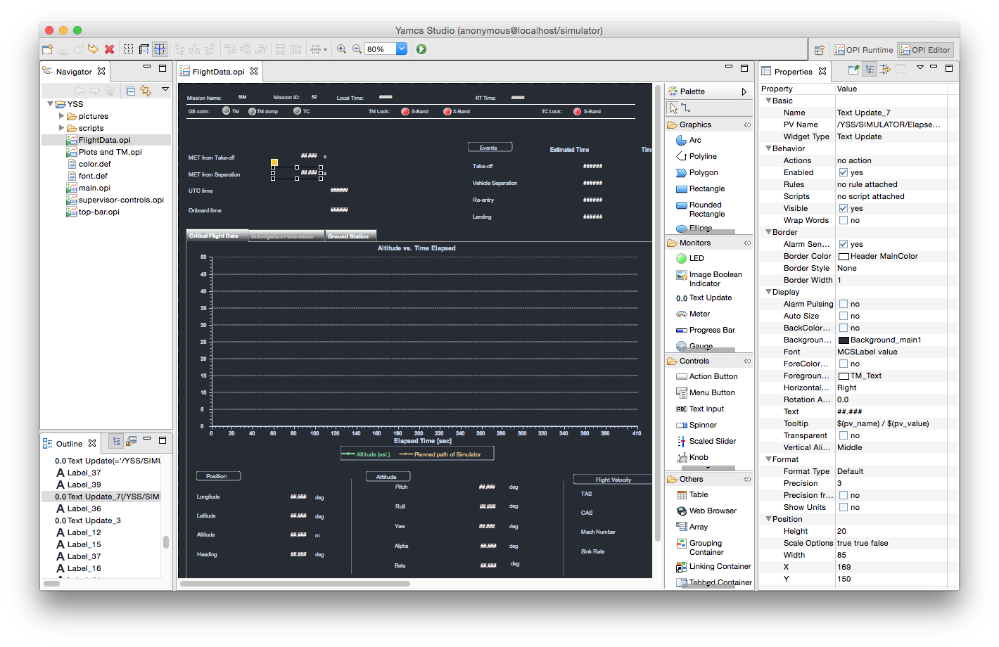 Yamcs Studio (anonymous@localhost/simulator)
80%
OPI Runtime
OPI Editor
Navigator
YSS
pictures
scripts
FlightData.opi
Plots and TM.opi
color.def
font.def
main.opi
supervisor-controls.opi
top-bar.opi
Outline
0.0 Text Update(='/YSS/SIMU
A Label_37
A Label_39
0.0 Text Update_7(/YSS/SIMU
A Label_36
0.0 Text Update_3
A Label_12
A Label_15
A Label_37
A Label_16
FlightData.opi
Mission Name: SIM Mission ID: S2 Local Time: ###### RT Time: ######
GS conn: TM TM dump TC TM Lock: S-Band X-Band TC Lock: S-Band
Events Estimated Time Time
MET from Take-off ##.### s
Take-off ######
MET from Seperation ##.### s
Vehicle Separation ######
UTC time ######
Re-entry ######
Onboard time ######
Landing ######
Critical Flight Data Sub-System Parameters Ground Station
Altitude vs. Time Elapsed
50
45
40
35
30
25
20
15
10
5
0
0 20 40 60 80 100 120 140 160 180 200 220 240 260 280 300 320 340 360 380 410
Elapsed Time [sec]
Altitude (est.) Planned path of Simulator
Position Attitude Flight Velocity
Pitch ##.### deg
TAS
Longitude ##.### deg
Roll ##.### deg
CAS
Latitude ##.### deg
Yaw ##.### deg
Mach Number
Altitude ##.### m
Alpha ##.### deg
Sink Rate
Heading ##.### deg
Beta ##.### deg
Palette
Graphics
Arc
Polyline
Polygon
Rectangle
Rounded
Rectangle
Ellipse
Monitors
LED
Image Boolean
Indicator
0.0 Text Update
Meter
Progress Bar
Gauge
Controls
Action Button
Menu Button
Text Input
Spinner
Scaled Slider
Knob
Others
Table
Web Browser
Array
Grouping
Container
Linking Container
Tabbed Container
Properties
Property Value
Basic
Name Text Update_7
PV Name /YSS/SIMULATOR/Elapse...
Widget Type Text Update
Behavior
Actions no action
Enabled yes
Rules no rule attached
Scripts no script attached
Visible yes
Wrap Words no
Border
Alarm Sen... yes
Border Color Header MainColor
Border Style None
Border Width 1
Display
Alarm Pulsing no
Auto Size no
BackColor... no
Backgroun... Background_main1
Font MCSLabel value
ForeColor... no
Foregroun... TM_Text
Horizontal... Right
Rotation A... 0.0
Text ##.###
Tooltip $(pv_name) / $(pv_value)
Transparent no
Vertical Ali... Middle
Format
Format Type Default
Precision 3
Precision fr... no
Show Units no
Position
Height 20
Scale Options true true false
Width 85
X 169
Y 150